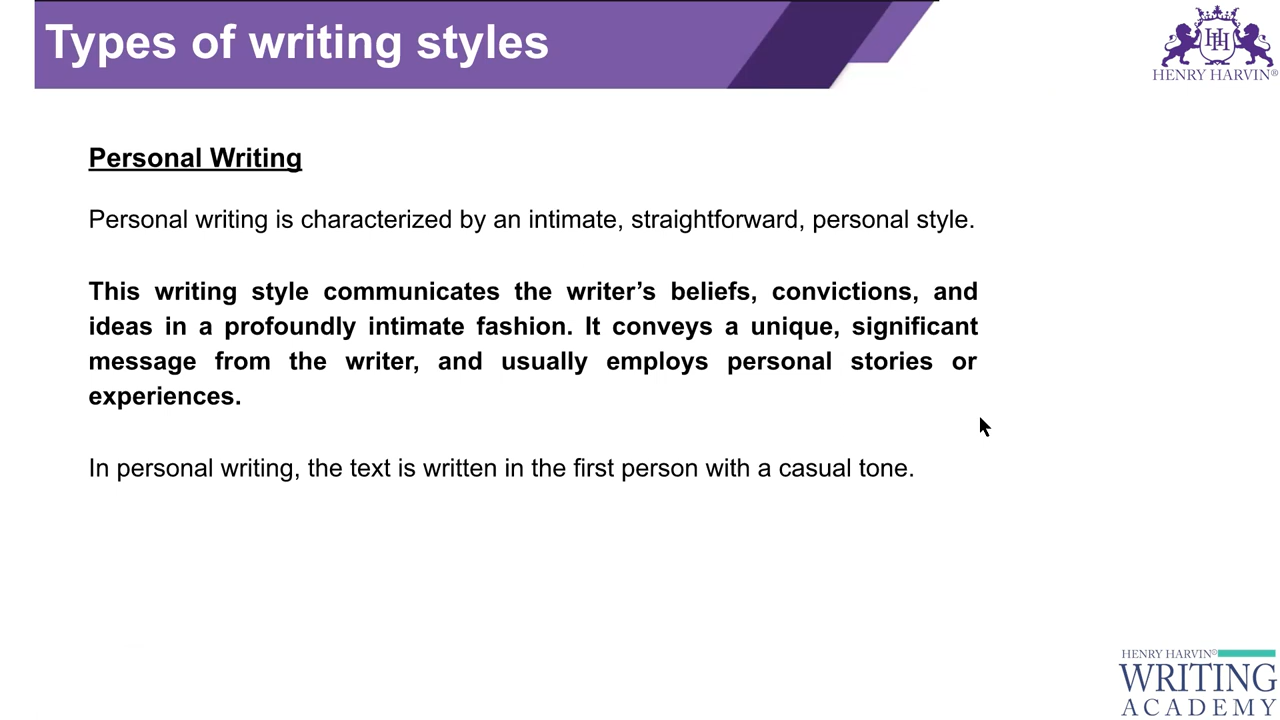 Types of writing styles
HENRY HARVIN®
Personal Writing
Personal writing is characterized by an intimate, straightforward, personal style.
This writing style communicates the writer’s beliefs, convictions, and
ideas in a profoundly intimate fashion. It conveys a unique, significant
message from the writer, and usually employs personal stories or
experiences.
In personal writing, the text is written in the first person with a casual tone.
HENRY HARVIN®
WRITING
ACADEMY